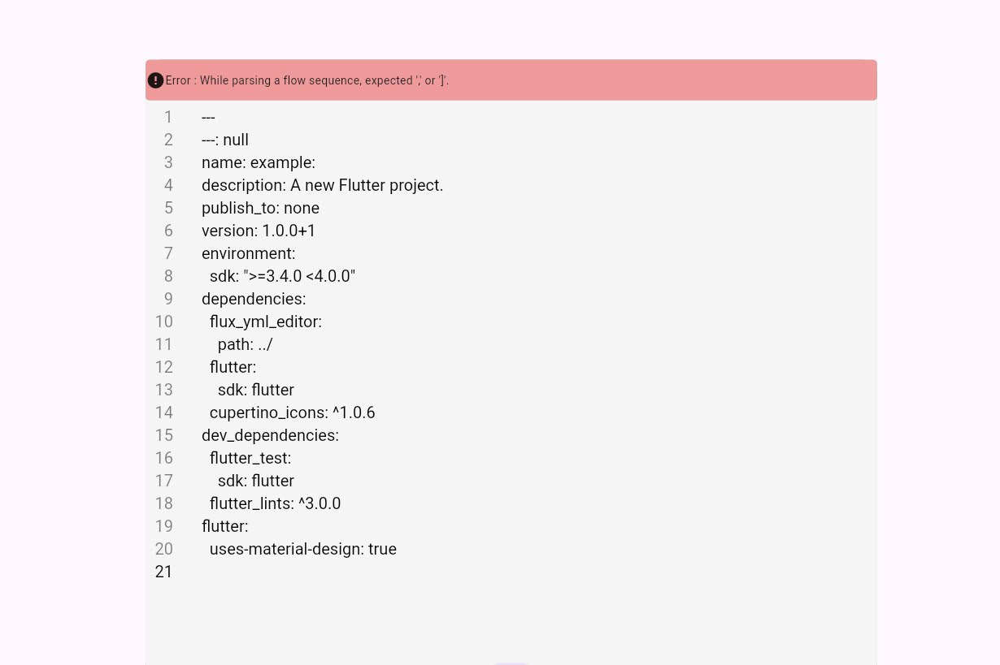 Error : While parsing a flow sequence, expected ',' or ']'.
1 ---
2 ---: null
3 name: example:
4 description: A new Flutter project.
5 publish_to: none
6 version: 1.0.0+1
7 environment:
8   sdk: ">=3.4.0 <4.0.0"
9 dependencies:
10   flux_yml_editor:
11     path: ../
12   flutter:
13     sdk: flutter
14   cupertino_icons: ^1.0.6
15 dev_dependencies:
16   flutter_test:
17     sdk: flutter
18   flutter_lints: ^3.0.0
19 flutter:
20   uses-material-design: true
21